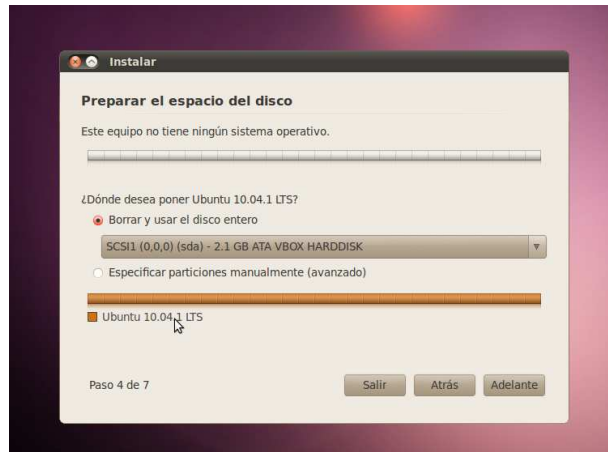 Instalar
Preparar el espacio del disco
Este equipo no tiene ningún sistema operativo.
¿Dónde desea poner Ubuntu 10.04.1 LTS?
Borrar y usar el disco entero
SCSI1 (0,0,0) (sda) - 2.1 GB ATA VBOX HARDDISK
Especificar particiones manualmente (avanzado)
Ubuntu 10.04.1 LTS
Paso 4 de 7 Salir Atrás Adelante